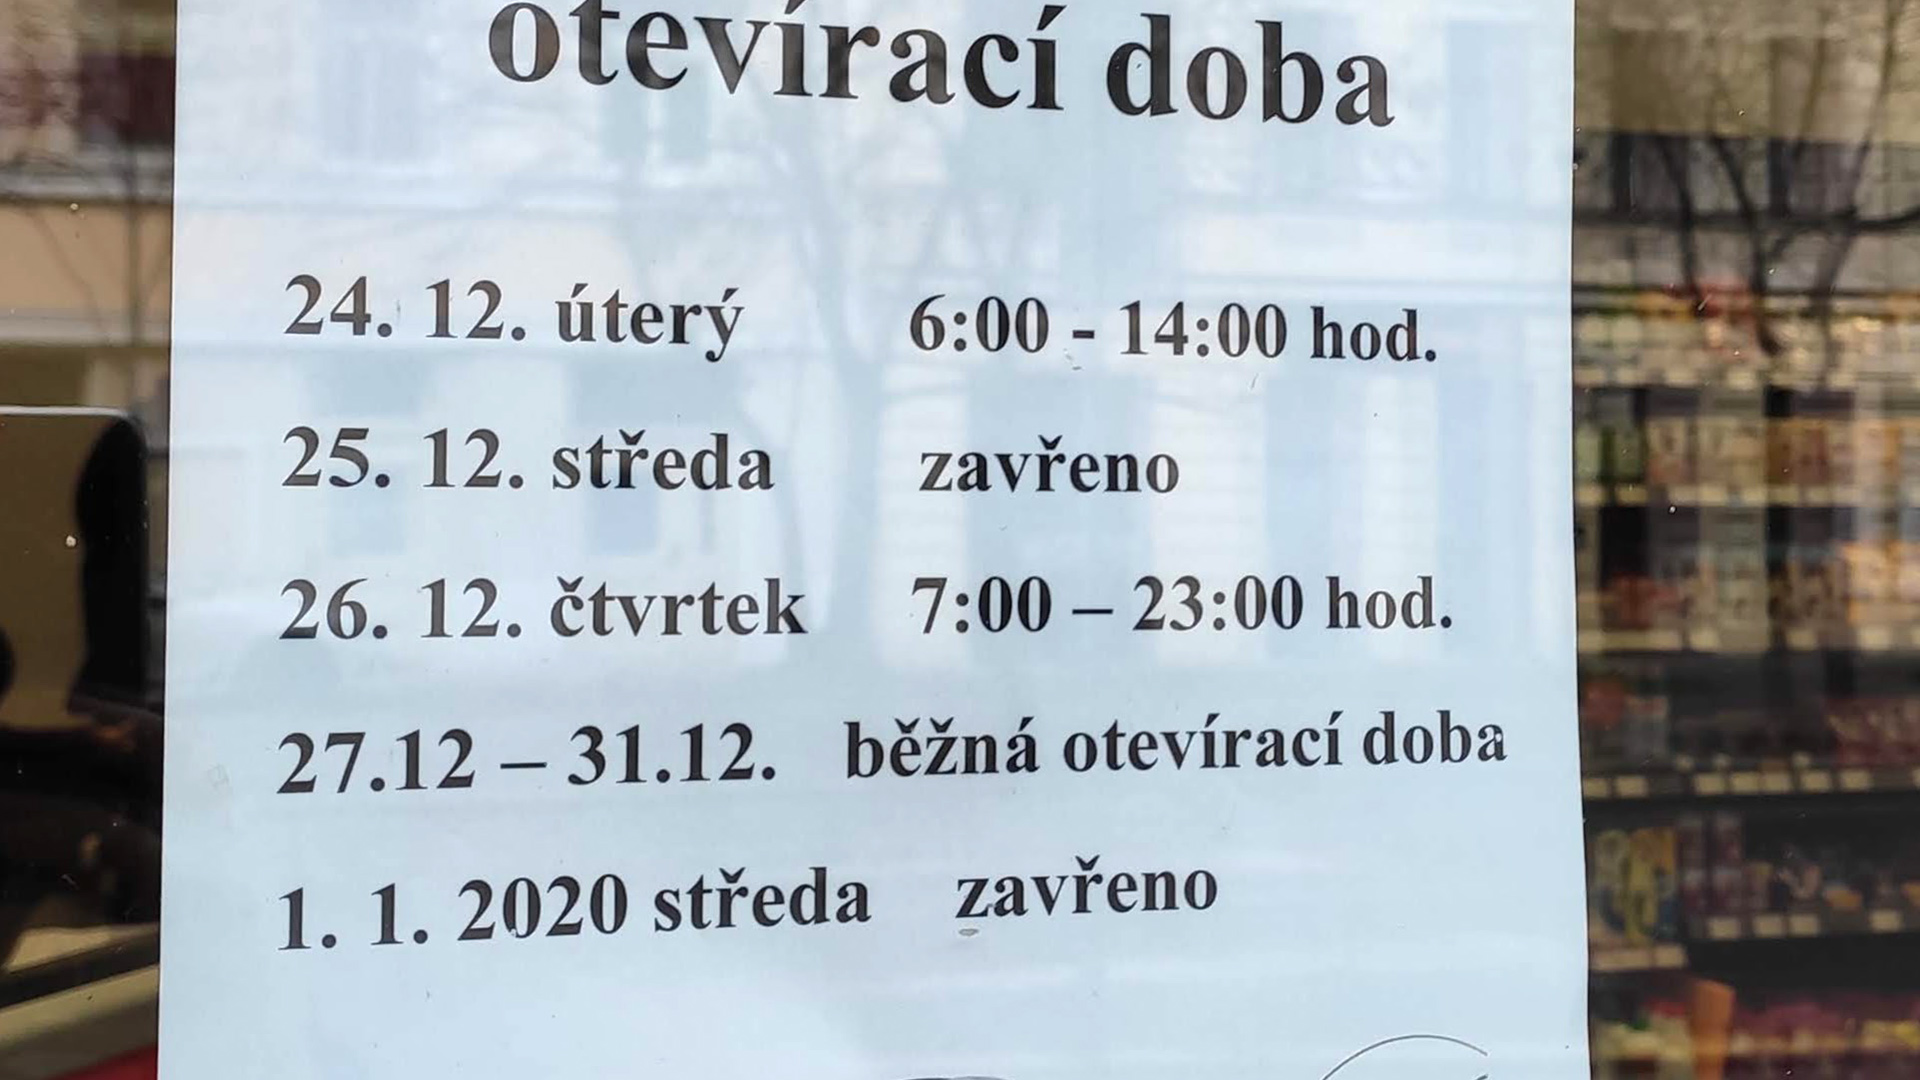 otevírací doba
24. 12. úterý 6:00 - 14:00 hod.
25. 12. středa zavřeno
26. 12. čtvrtek 7:00 – 23:00 hod.
27.12 – 31.12. běžná otevírací doba
1. 1. 2020 středa zavřeno